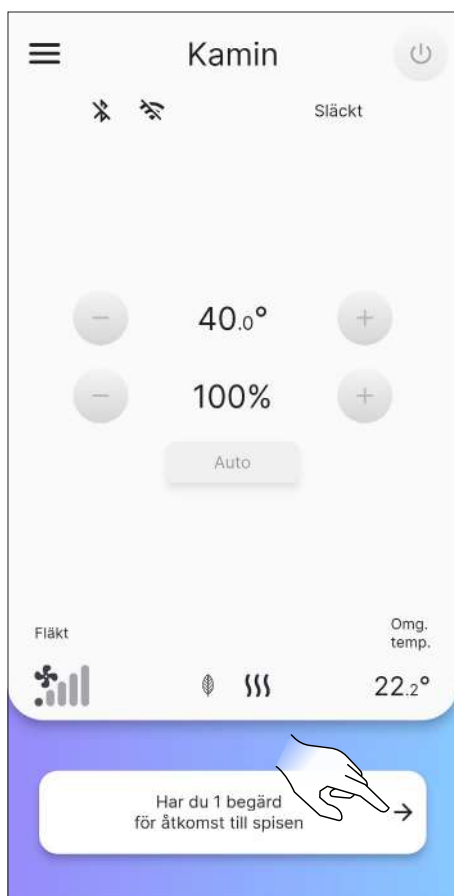 Kamin
Släckt
40.0°
100%
Auto
Fläkt
Omg.
temp.
22.2°
Har du 1 begärd
för åtkomst till spisen